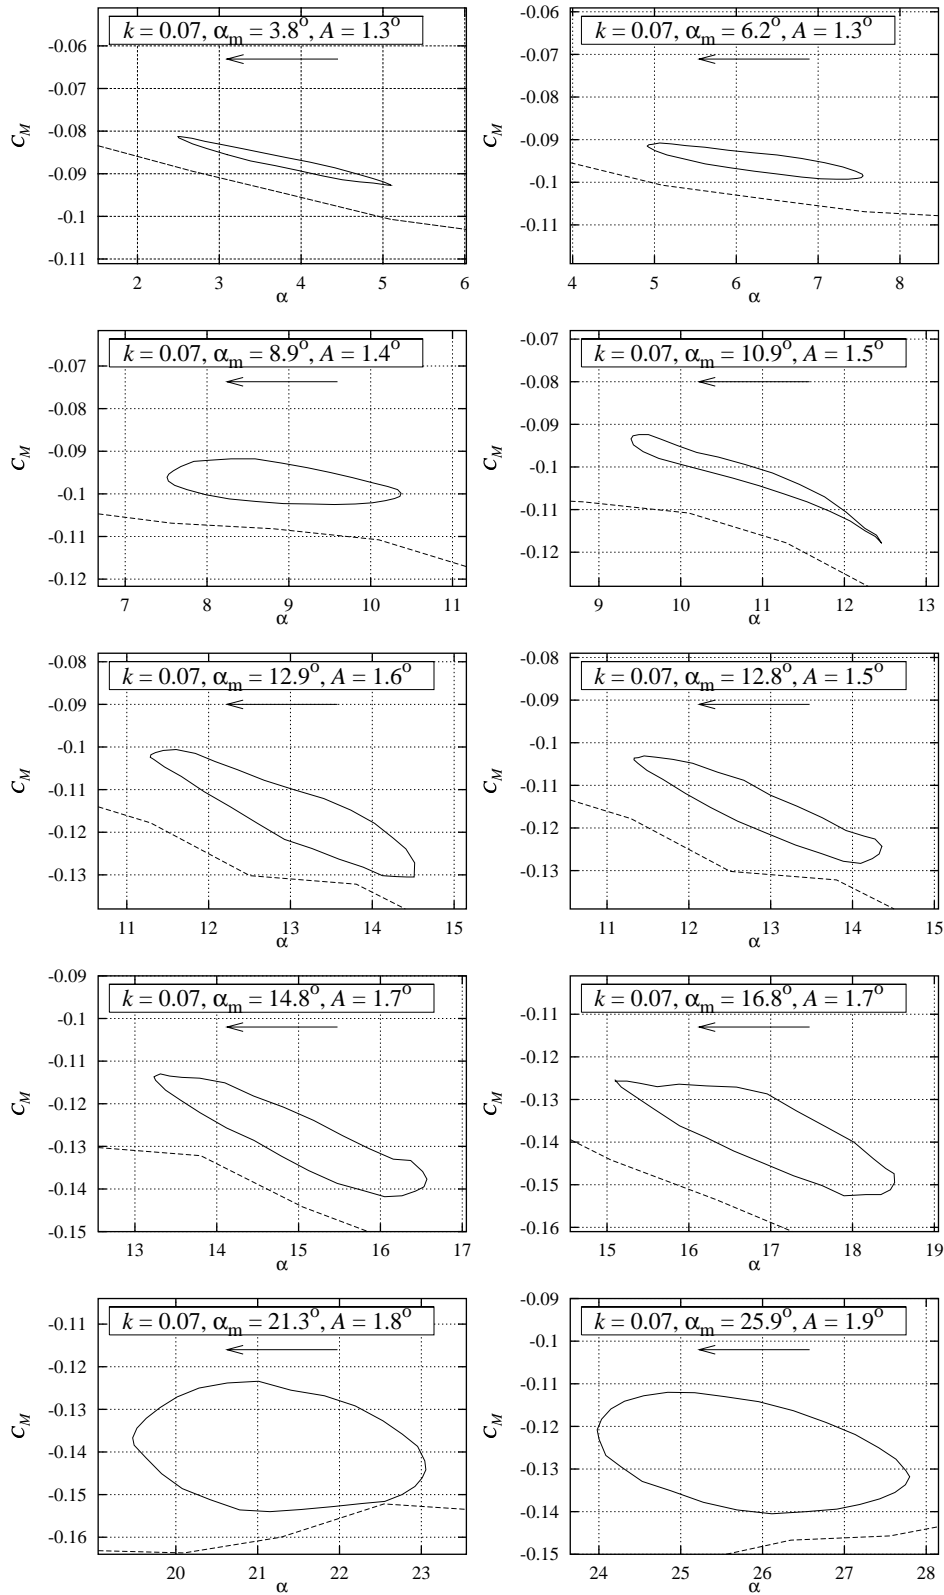 k = 0.07, αm = 3.8o, A = 1.3o
k = 0.07, αm = 6.2o, A = 1.3o
-0.06
-0.07
-0.08
-0.09
-0.1
-0.11
CM
2 3 4 5 6
α
-0.06
-0.07
-0.08
-0.09
-0.1
-0.11
CM
4 5 6 7 8
α
k = 0.07, αm = 8.9o, A = 1.4o
k = 0.07, αm = 10.9o, A = 1.5o
-0.07
-0.08
-0.09
-0.1
-0.11
-0.12
CM
7 8 9 10 11
α
-0.07
-0.08
-0.09
-0.1
-0.11
-0.12
CM
9 10 11 12 13
α
k = 0.07, αm = 12.9o, A = 1.6o
k = 0.07, αm = 12.8o, A = 1.5o
-0.08
-0.09
-0.1
-0.11
-0.12
-0.13
CM
11 12 13 14 15
α
-0.08
-0.09
-0.1
-0.11
-0.12
-0.13
CM
11 12 13 14 15
α
k = 0.07, αm = 14.8o, A = 1.7o
k = 0.07, αm = 16.8o, A = 1.7o
-0.09
-0.1
-0.11
-0.12
-0.13
-0.14
-0.15
CM
13 14 15 16 17
α
-0.11
-0.12
-0.13
-0.14
-0.15
-0.16
CM
15 16 17 18 19
α
k = 0.07, αm = 21.3o, A = 1.8o
k = 0.07, αm = 25.9o, A = 1.9o
-0.11
-0.12
-0.13
-0.14
-0.15
-0.16
CM
20 21 22 23
α
-0.09
-0.1
-0.11
-0.12
-0.13
-0.14
-0.15
CM
24 25 26 27 28
α